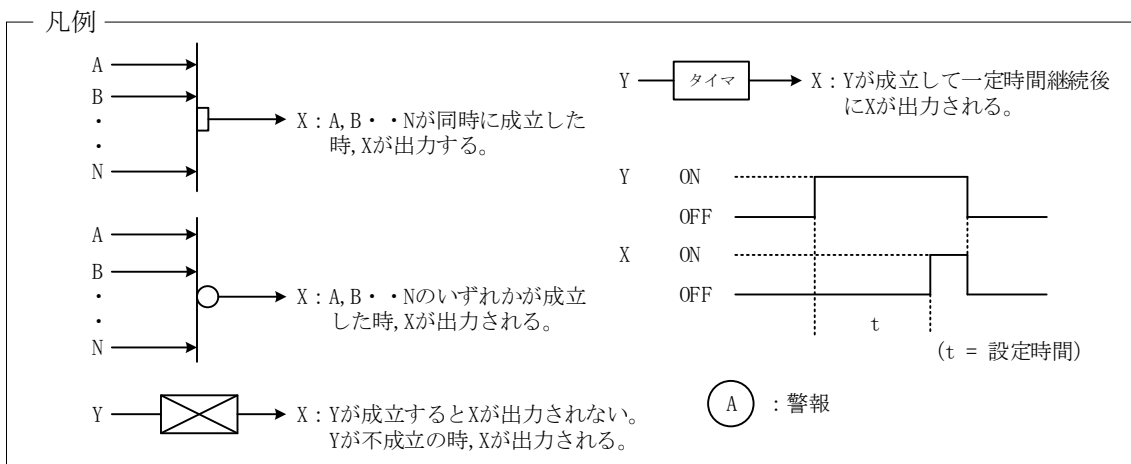 凡例
A
B
・
・
N
X：A,B・・Nが同時に成立した
時,Xが出力する。
A
B
・
・
N
X：A,B・・Nのいずれかが成立
した時,Xが出力される。
Y
X：Yが成立するとXが出力されない。
Yが不成立の時,Xが出力される。
Y
タイマ
X：Yが成立して一定時間継続後
にXが出力される。
Y ON
OFF
X ON
OFF
t
(t = 設定時間)
A ：警報